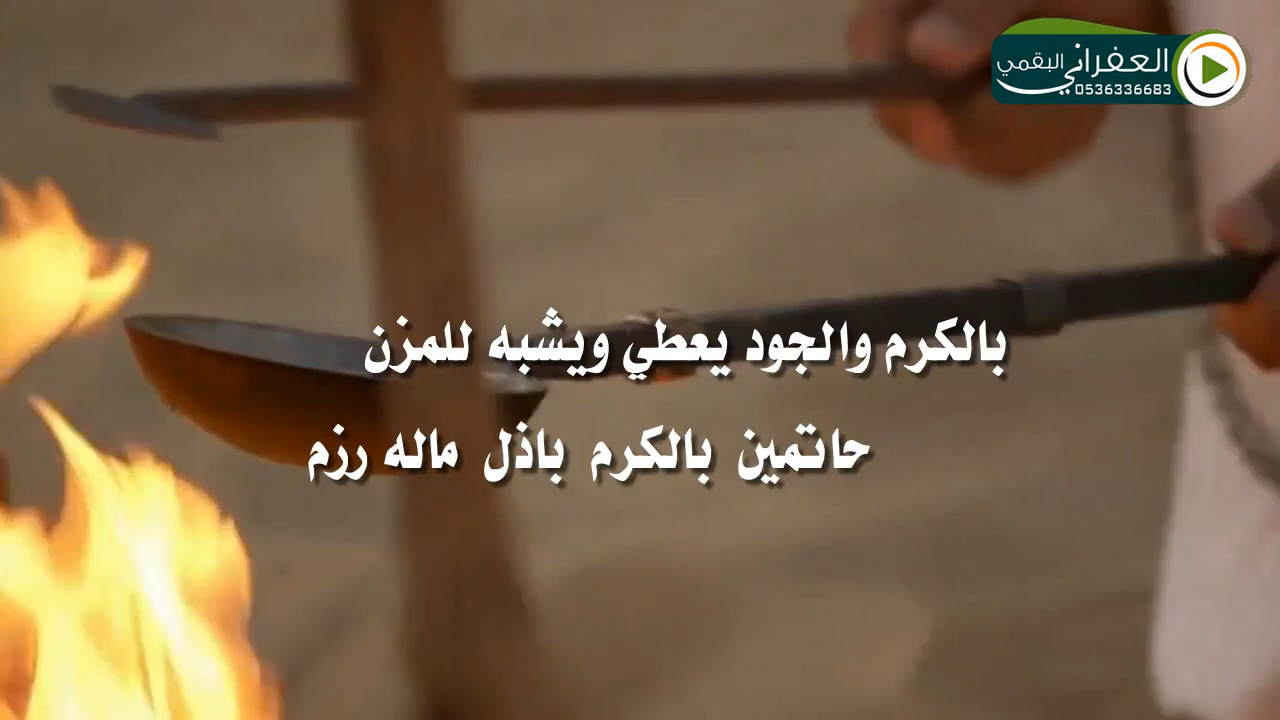 العفراني البقمي
0536336683
بالكرم والجود يعطي ويشبه للمزن
حاتمين بالكرم باذل ماله رزم